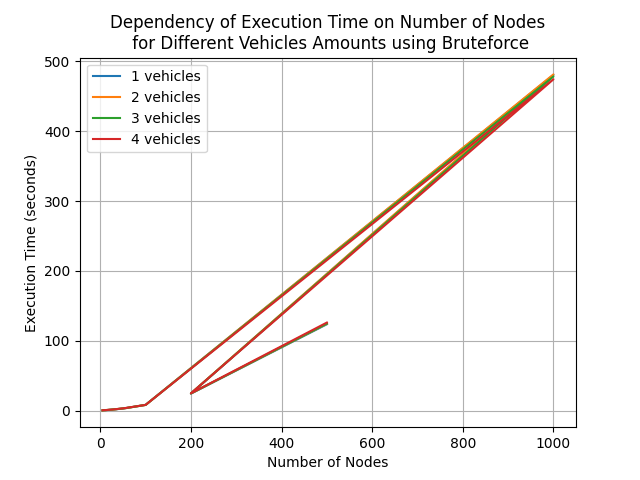 Dependency of Execution Time on Number of Nodes
for Different Vehicles Amounts using Bruteforce
1 vehicles
2 vehicles
3 vehicles
4 vehicles
Execution Time (seconds)
500
400
300
200
100
0
0 200 400 600 800 1000
Number of Nodes